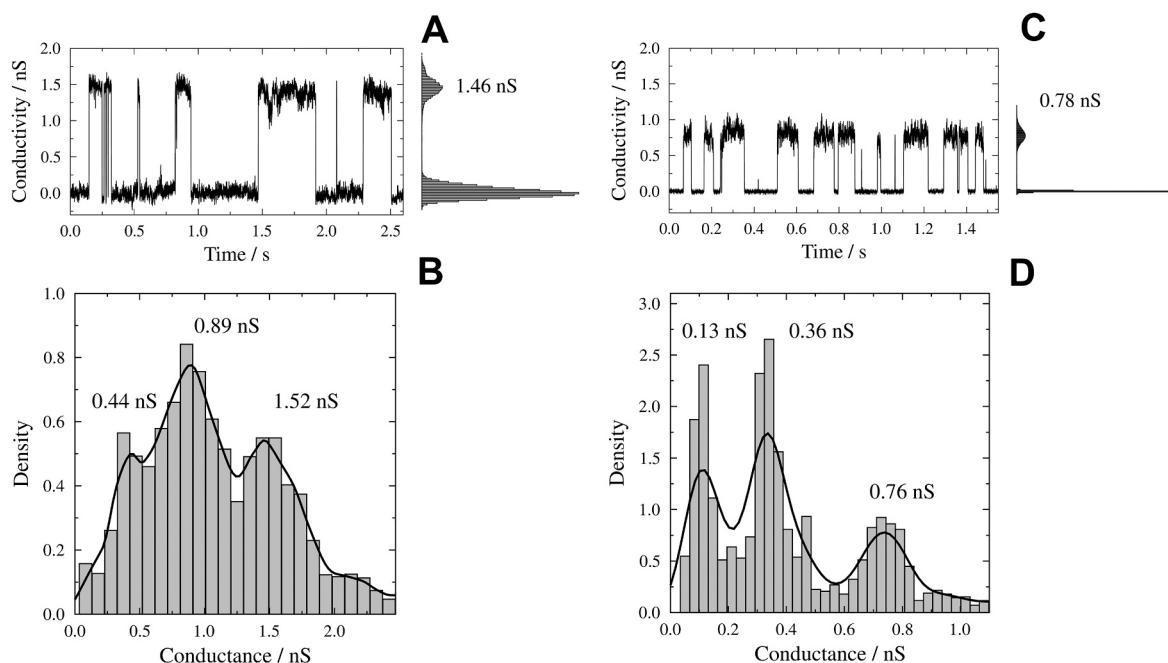 A
2.0
1.5
1.0
0.5
0.0
Conductivity / nS
0.0 0.5 1.0 1.5 2.0 2.5
Time / s
1.46 nS
C
2.0
1.5
1.0
0.5
0.0
Conductivity / nS
0.0 0.2 0.4 0.6 0.8 1.0 1.2 1.4
Time / s
0.78 nS
B
1.0
0.8
0.6
0.4
0.2
0.0
Density
0.89 nS
0.44 nS
1.52 nS
0.0 0.5 1.0 1.5 2.0
Conductance / nS
D
3.0
2.5
2.0
1.5
1.0
0.5
0.0
Density
0.13 nS
0.36 nS
0.76 nS
0.0 0.2 0.4 0.6 0.8 1.0
Conductance / nS